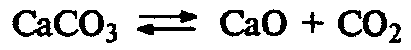 CaCO₃ ⇌ CaO + CO₂